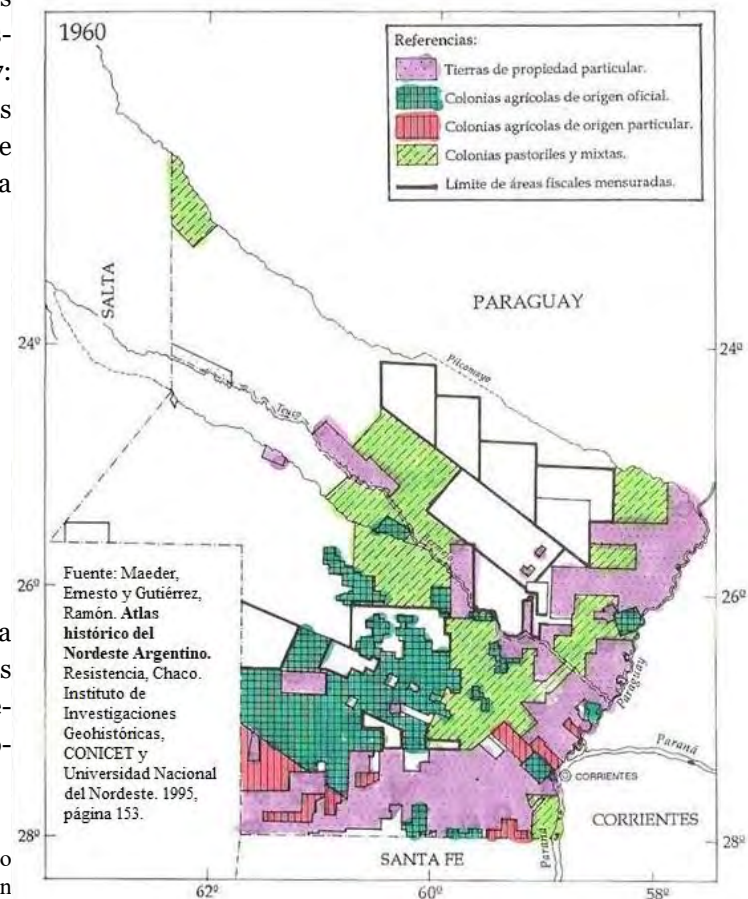 s
s-
7:
s
e
a
a
s
e-
o-
o
n
1960
Referencias:
Tierras de propiedad particular.
Colonias agrícolas de origen oficial.
Colonias agrícolas de origen particular.
Colonias pastoriles y mixtas.
Límite de áreas fiscales mensuradas.
SALTA
PARAGUAY
24º
24º
Pilcomayo
Teuco
26º
26º
Fuente: Maeder,
Ernesto y Gutiérrez,
Ramón. Atlas
histórico del
Nordeste Argentino.
Resistencia, Chaco.
Instituto de
Investigaciones
Geohistóricas,
CONICET y
Universidad Nacional
del Nordeste. 1995,
página 153.
Paraguay
Paraná
CORRIENTES
CORRIENTES
Paraná
28º
28º
SANTA FE
62º
60º
58º